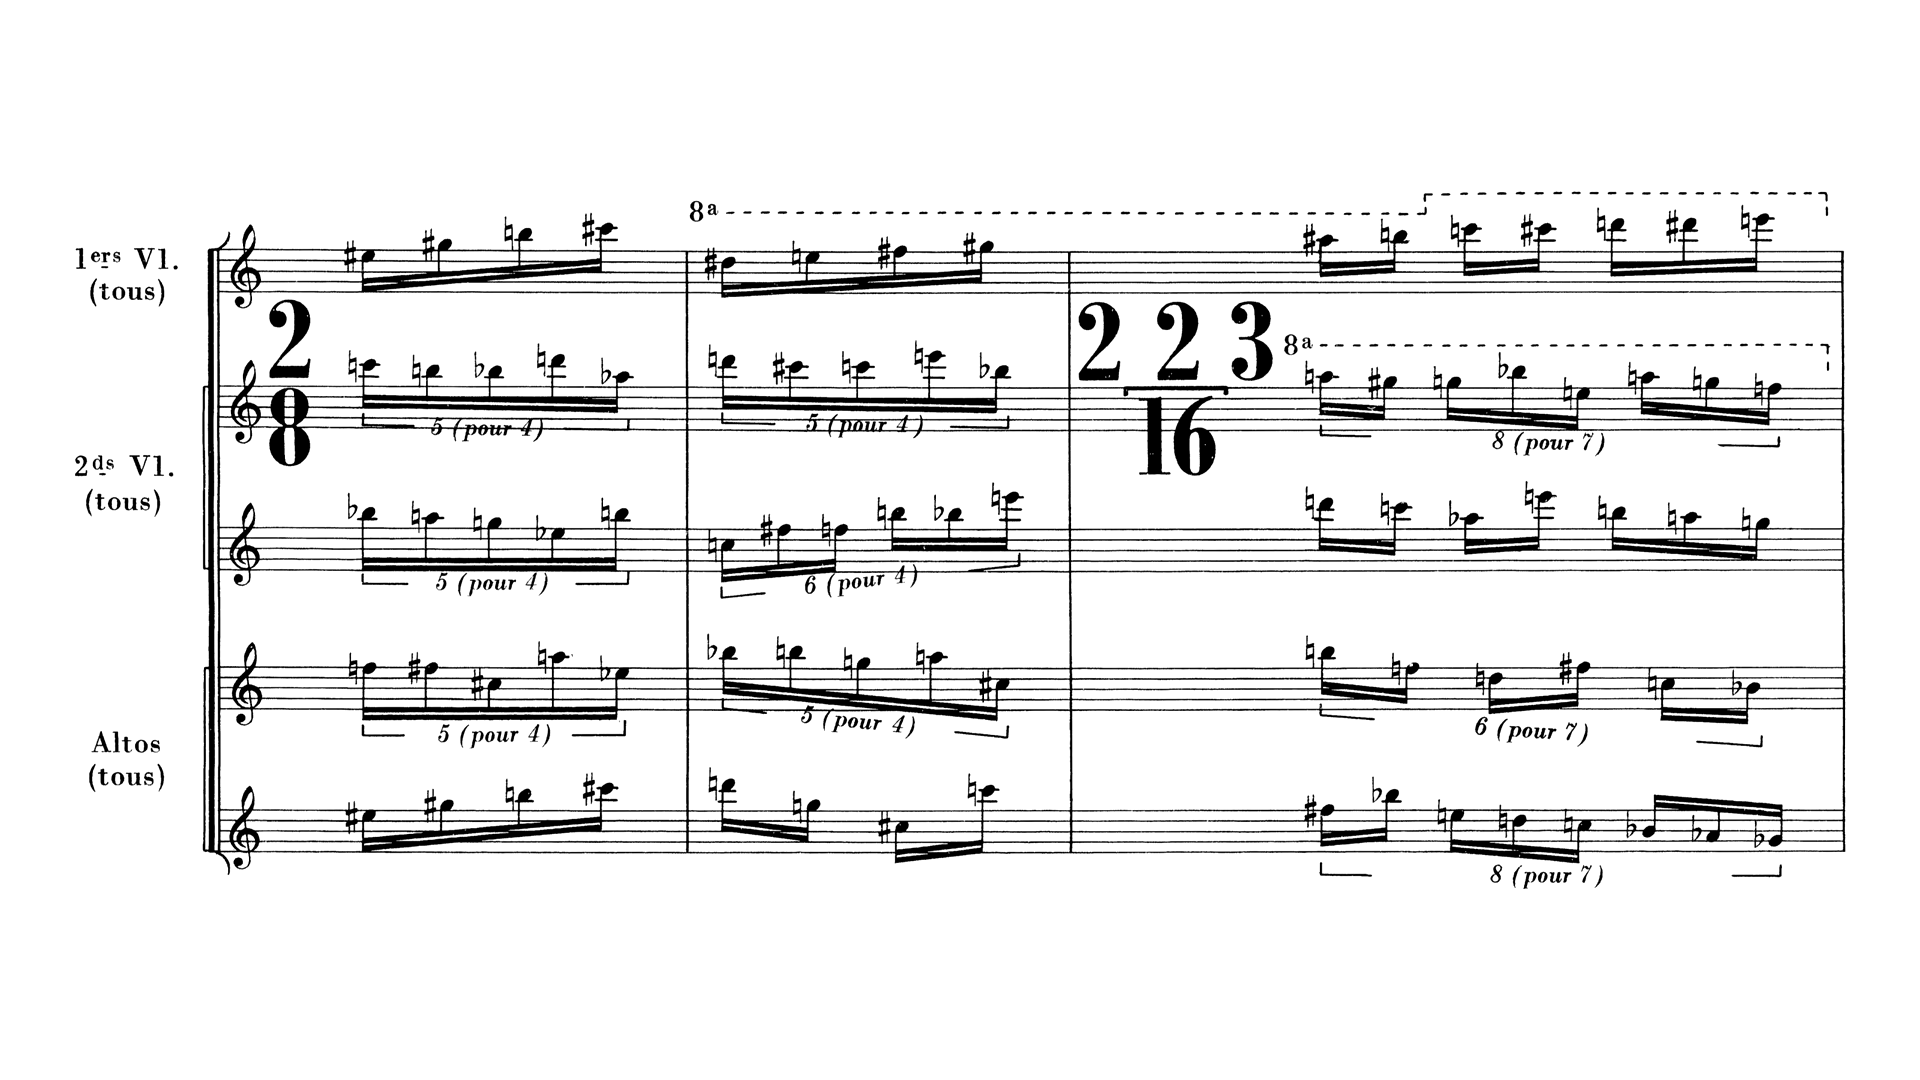 8ª
1ers Vl.
(tous)
2
8
2 2 3
16
8ª
5 (pour 4)
5 (pour 4)
8 (pour 7)
2ds Vl.
(tous)
5 (pour 4)
6 (pour 4)
5 (pour 4)
5 (pour 4)
6 (pour 7)
Altos
(tous)
8 (pour 7)